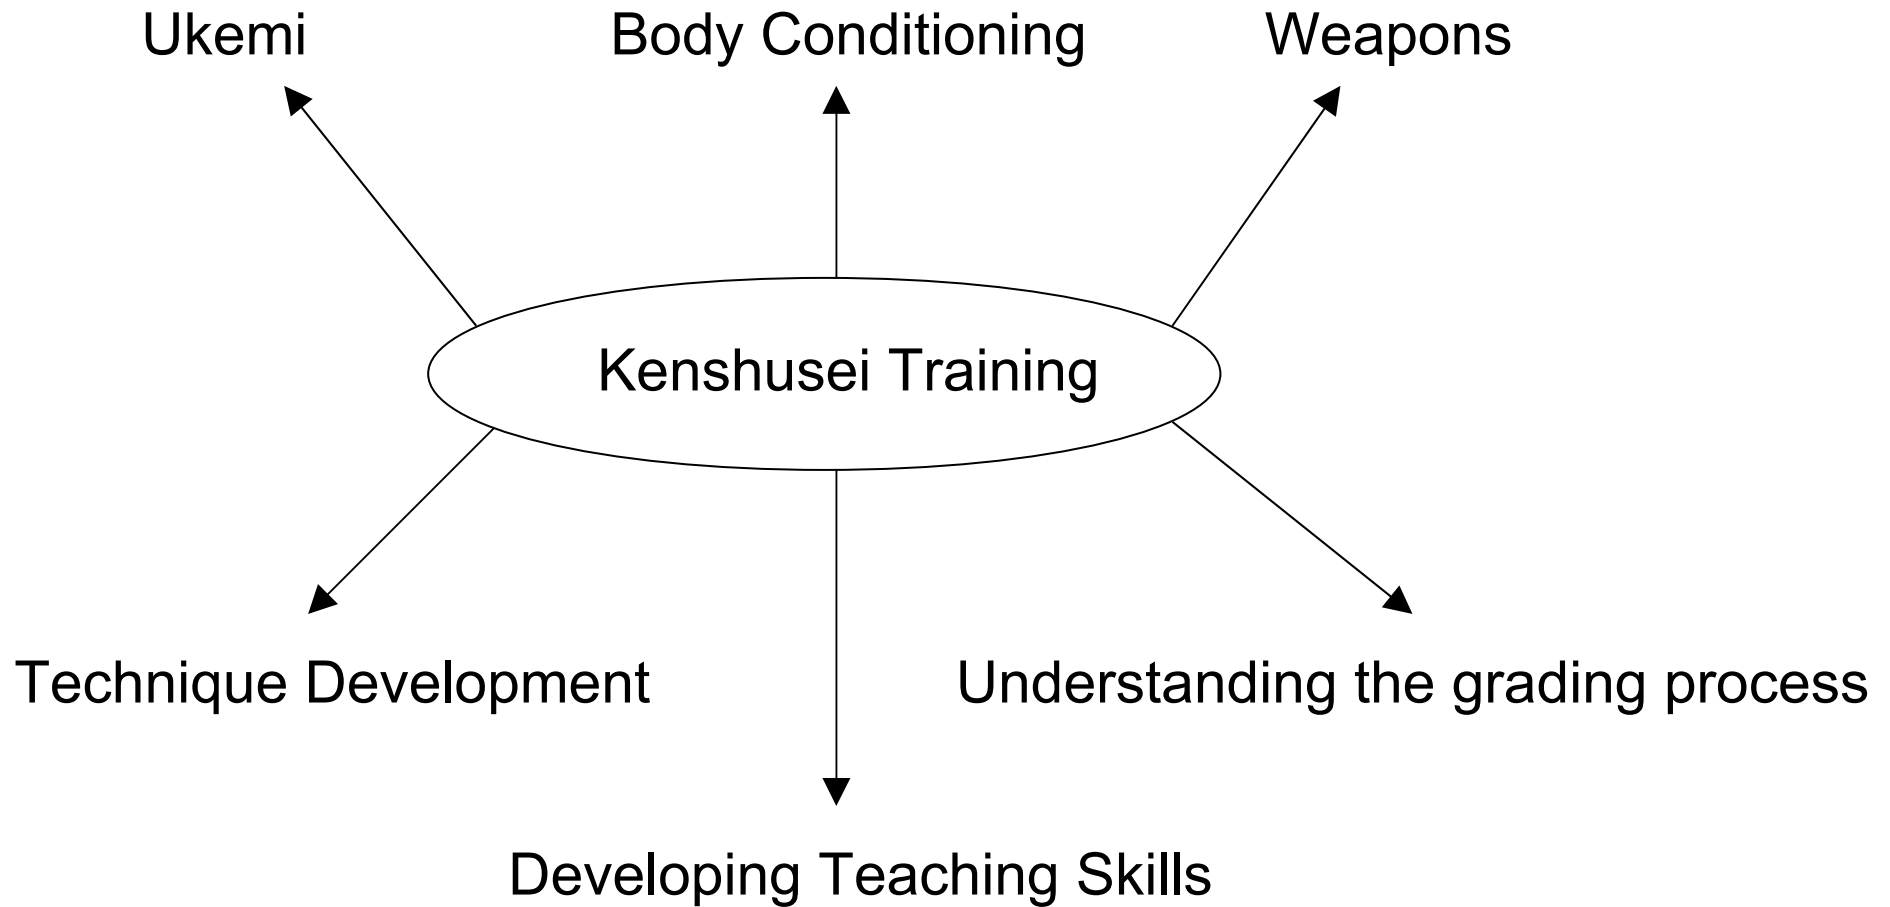 Ukemi
Body Conditioning
Weapons
Kenshusei Training
Technique Development
Understanding the grading process
Developing Teaching Skills